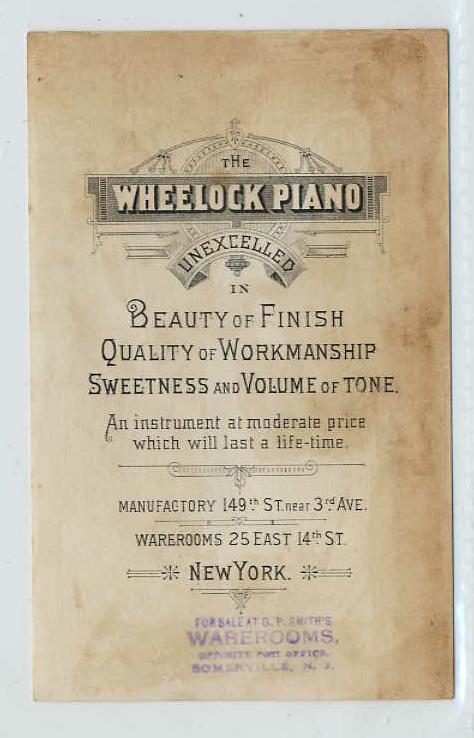 THE
WHEELOCK PIANO
UNEXCELLED
IN
BEAUTY OF FINISH
QUALITY OF WORKMANSHIP
SWEETNESS AND VOLUME OF TONE.
An instrument at moderate price
which will last a life-time.
MANUFACTORY 149th ST. near 3rd AVE.
WAREROOMS 25 EAST 14th ST.
NEW YORK.
FOR SALE AT G. P. SMITH'S
WAREROOMS,
OPPOSITE POST OFFICE,
SOMERVILLE, N. J.